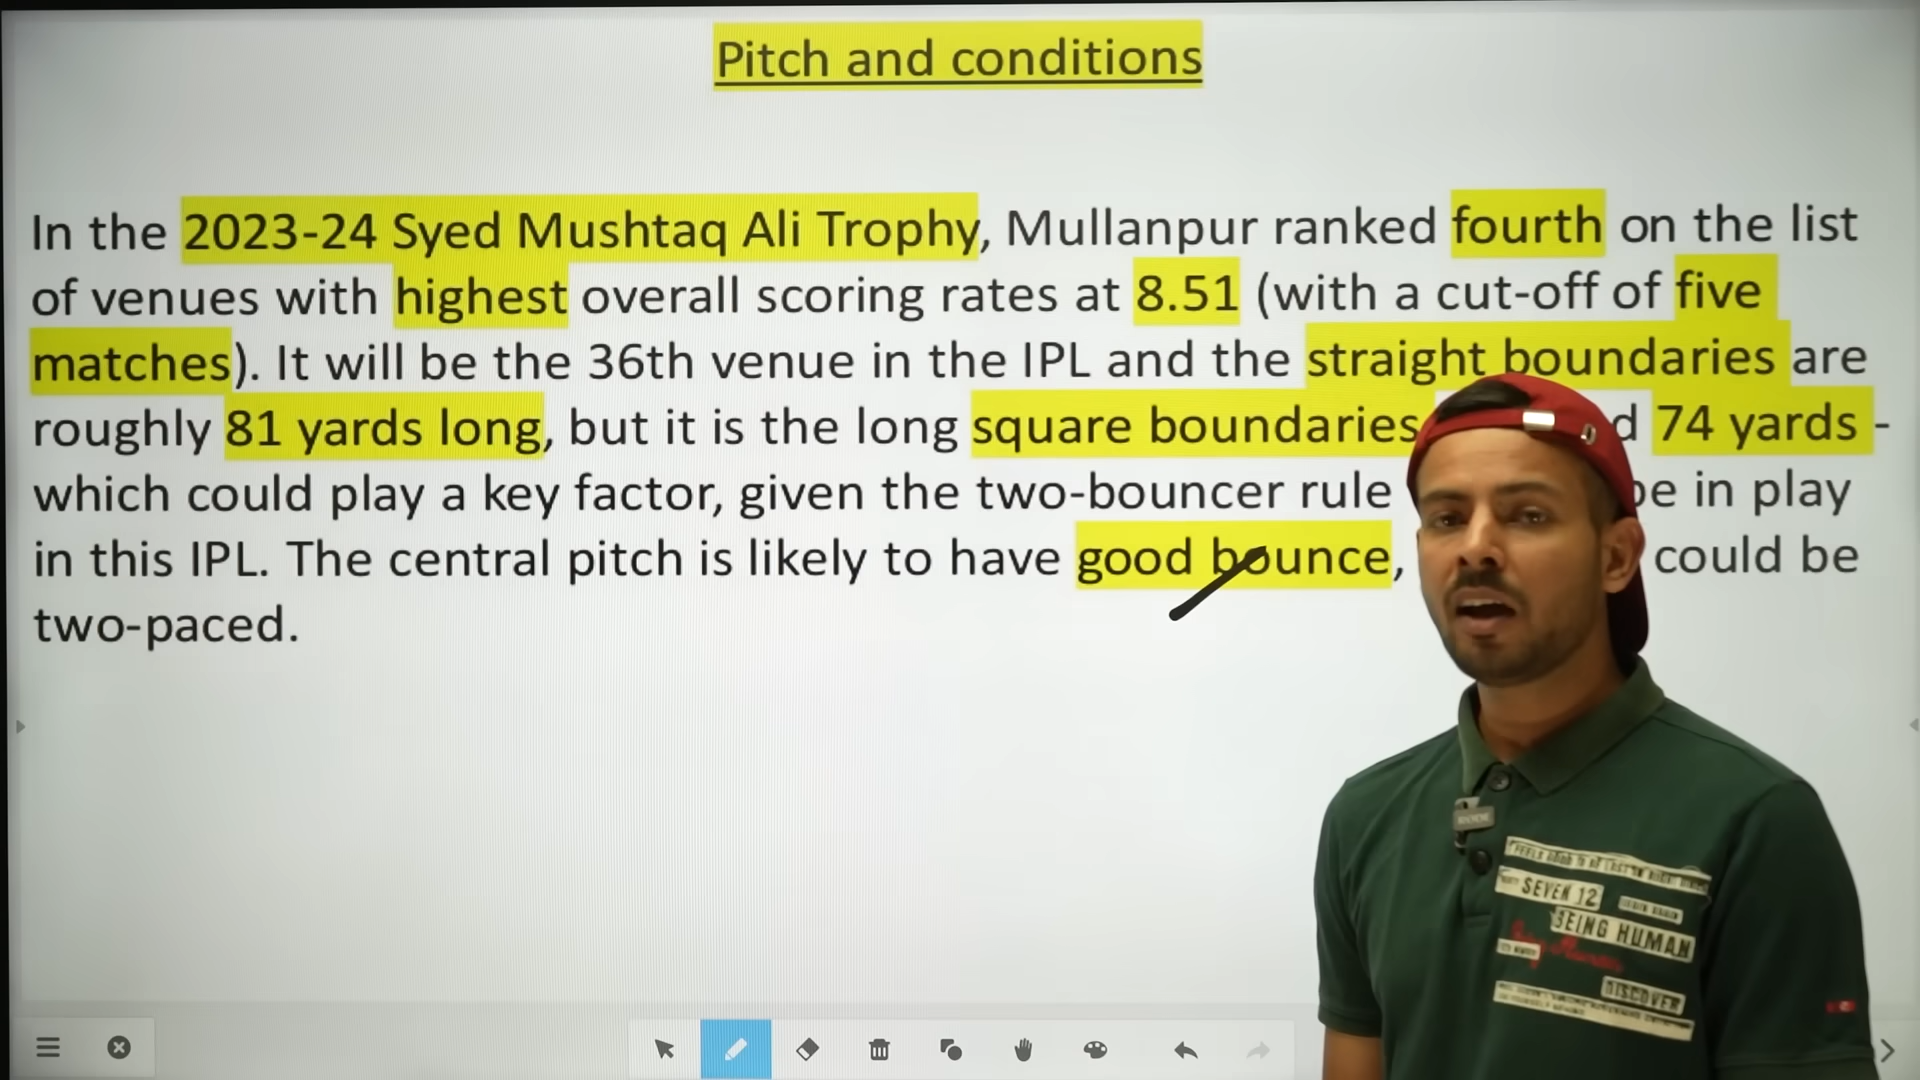 Pitch and conditions
In the 2023-24 Syed Mushtaq Ali Trophy, Mullanpur ranked fourth on the list
of venues with highest overall scoring rates at 8.51 (with a cut-off of five
matches). It will be the 36th venue in the IPL and the straight boundaries are
roughly 81 yards long, but it is the long square boundaries 74 yards -
which could play a key factor, given the two-bouncer rule be in play
in this IPL. The central pitch is likely to have good bounce, could be
two-paced.
SEVEN 12
BEING HUMAN
DISCOVER